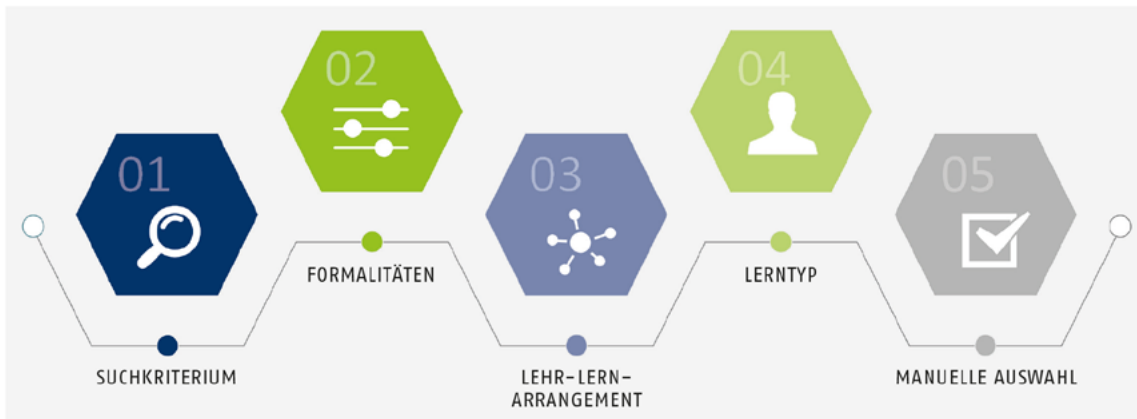 01
SUCHKRITERIUM
02
FORMALITÄTEN
03
LEHR-LERN-
ARRANGEMENT
04
LERNTYP
05
MANUELLE AUSWAHL